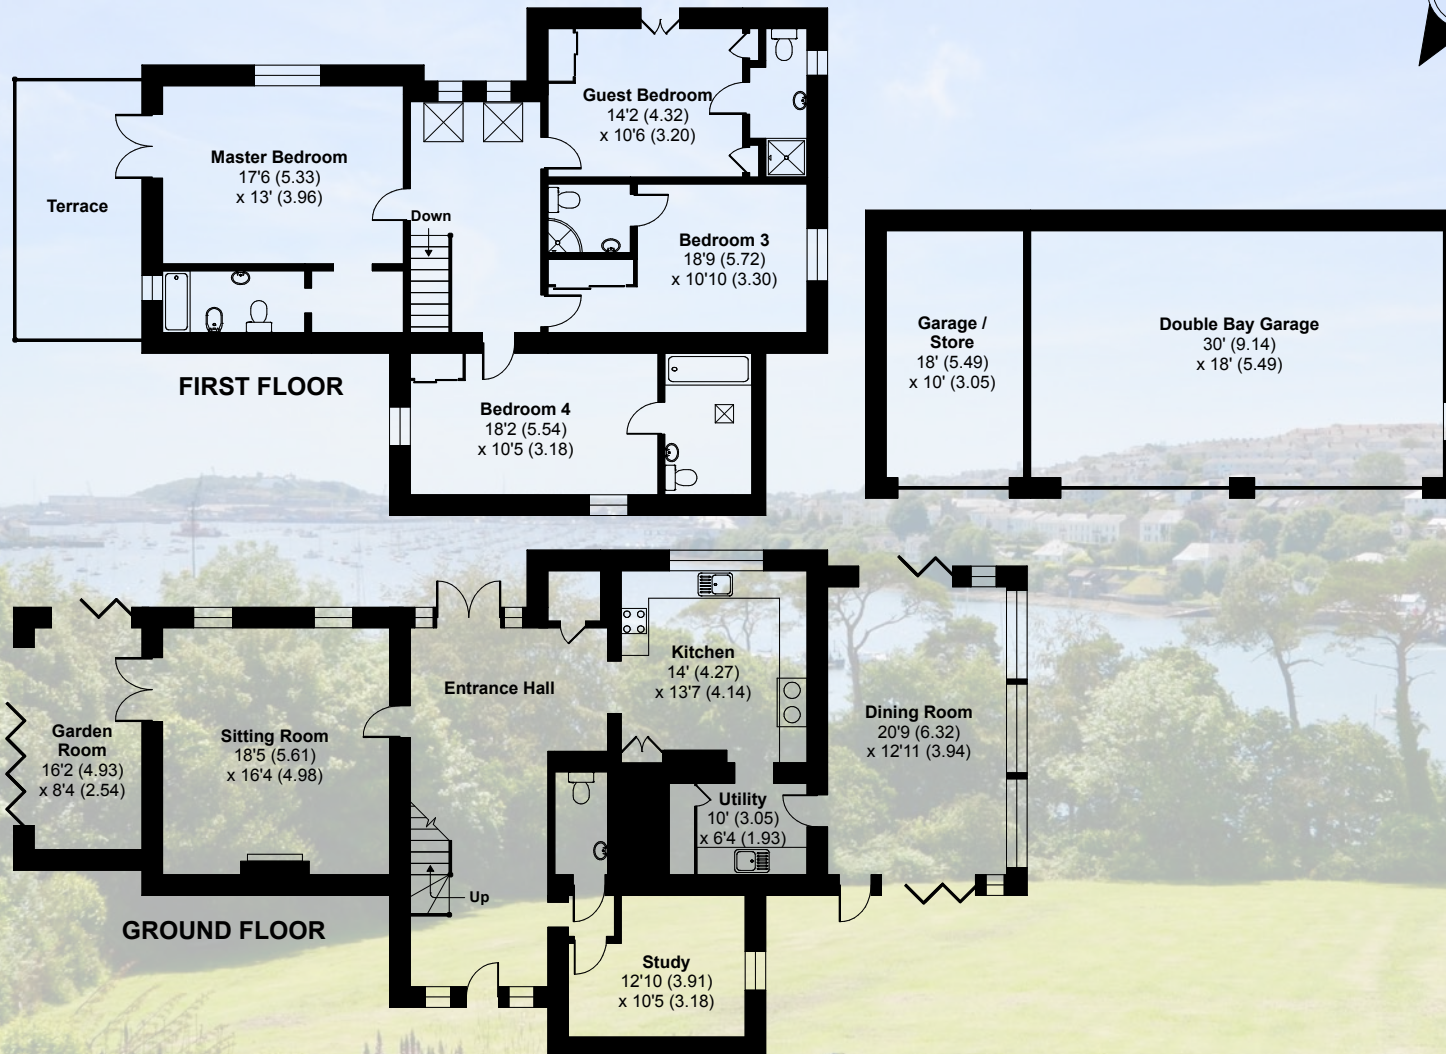 Guest Bedroom
14'2 (4.32)
x 10'6 (3.20)
Master Bedroom
17'6 (5.33)
x 13' (3.96)
Terrace
Down
Bedroom 3
18'9 (5.72)
x 10'10 (3.30)
Garage /
Store
18' (5.49)
x 10' (3.05)
Double Bay Garage
30' (9.14)
x 18' (5.49)
FIRST FLOOR
Bedroom 4
18'2 (5.54)
x 10'5 (3.18)
Kitchen
14' (4.27)
x 13'7 (4.14)
Entrance Hall
Dining Room
20'9 (6.32)
x 12'11 (3.94)
Garden
Room
16'2 (4.93)
x 8'4 (2.54)
Sitting Room
18'5 (5.61)
x 16'4 (4.98)
Utility
10' (3.05)
x 6'4 (1.93)
Up
GROUND FLOOR
Study
12'10 (3.91)
x 10'5 (3.18)